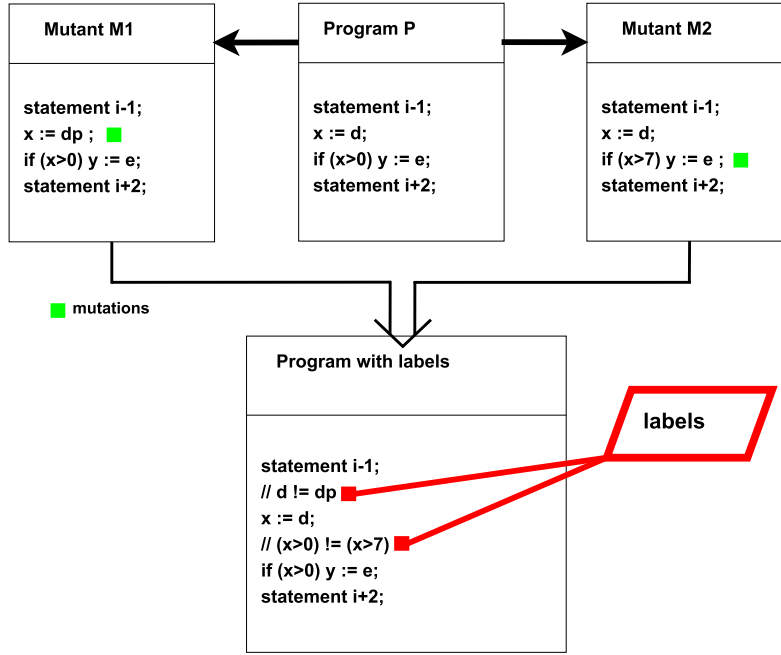 Mutant M1
statement i-1;
x := dp ;
if (x>0) y := e;
statement i+2;
Program P
statement i-1;
x := d;
if (x>0) y := e;
statement i+2;
Mutant M2
statement i-1;
x := d;
if (x>7) y := e ;
statement i+2;
mutations
Program with labels
statement i-1;
// d != dp
x := d;
// (x>0) != (x>7)
if (x>0) y := e;
statement i+2;
labels